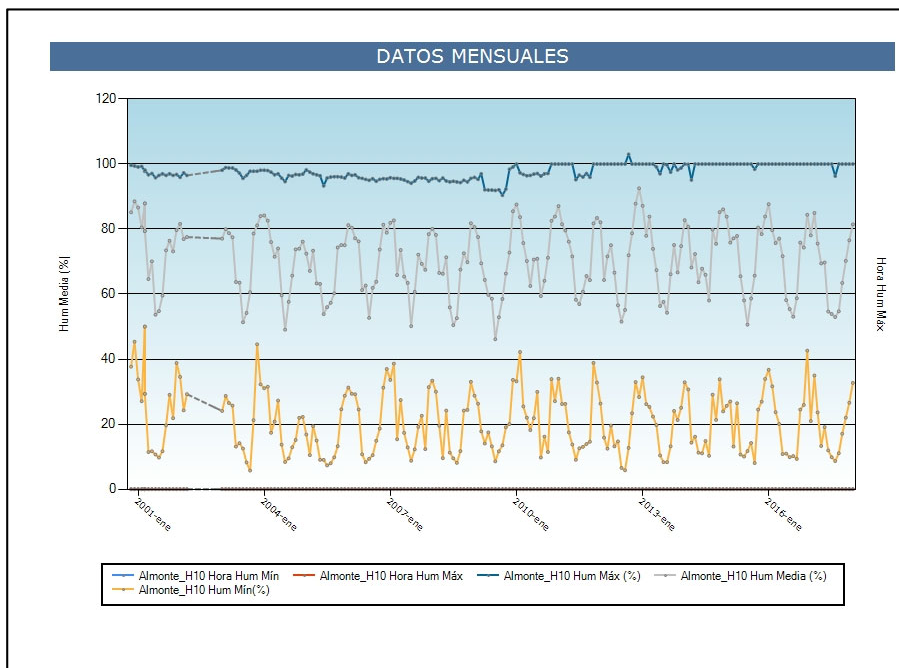 DATOS MENSUALES
120
100
80
60
40
20
0
Hum Media (%)
Hora Hum Máx
2001-ene
2004-ene
2007-ene
2010-ene
2013-ene
2016-ene
Almonte_H10 Hora Hum Mín
Almonte_H10 Hora Hum Máx
Almonte_H10 Hum Máx (%)
Almonte_H10 Hum Media (%)
Almonte_H10 Hum Mín(%)